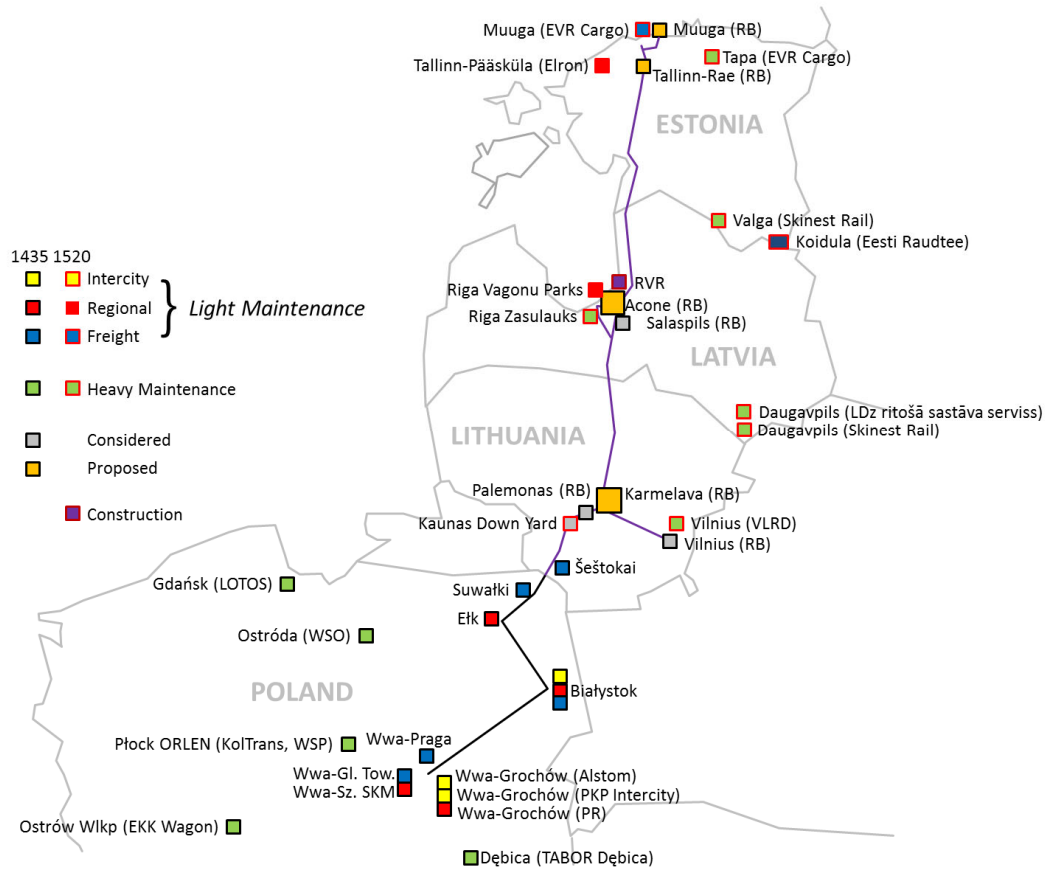 Muuga (EVR Cargo)
Muuga (RB)
Tapa (EVR Cargo)
Tallinn-Pääsküla (Elron)
Tallinn-Rae (RB)
ESTONIA
Valga (Skinest Rail)
Koidula (Eesti Raudtee)
1435 1520
Intercity
Regional
Freight
Light Maintenance
Heavy Maintenance
Considered
Proposed
Construction
RVR
Riga Vagonu Parks
Acone (RB)
Riga Zasulauks
Salaspils (RB)
LATVIA
Daugavpils (LDz ritošā sastāva serviss)
Daugavpils (Skinest Rail)
LITHUANIA
Palemonas (RB)
Karmelava (RB)
Kaunas Down Yard
Vilnius (VLRD)
Vilnius (RB)
Šeštokai
Gdańsk (LOTOS)
Suwałki
Ełk
Ostróda (WSO)
POLAND
Białystok
Płock ORLEN (KolTrans, WSP)
Wwa-Praga
Wwa-Gl. Tow.
Wwa-Sz. SKM
Wwa-Grochów (Alstom)
Wwa-Grochów (PKP Intercity)
Wwa-Grochów (PR)
Ostrów Wlkp (EKK Wagon)
Dębica (TABOR Dębica)